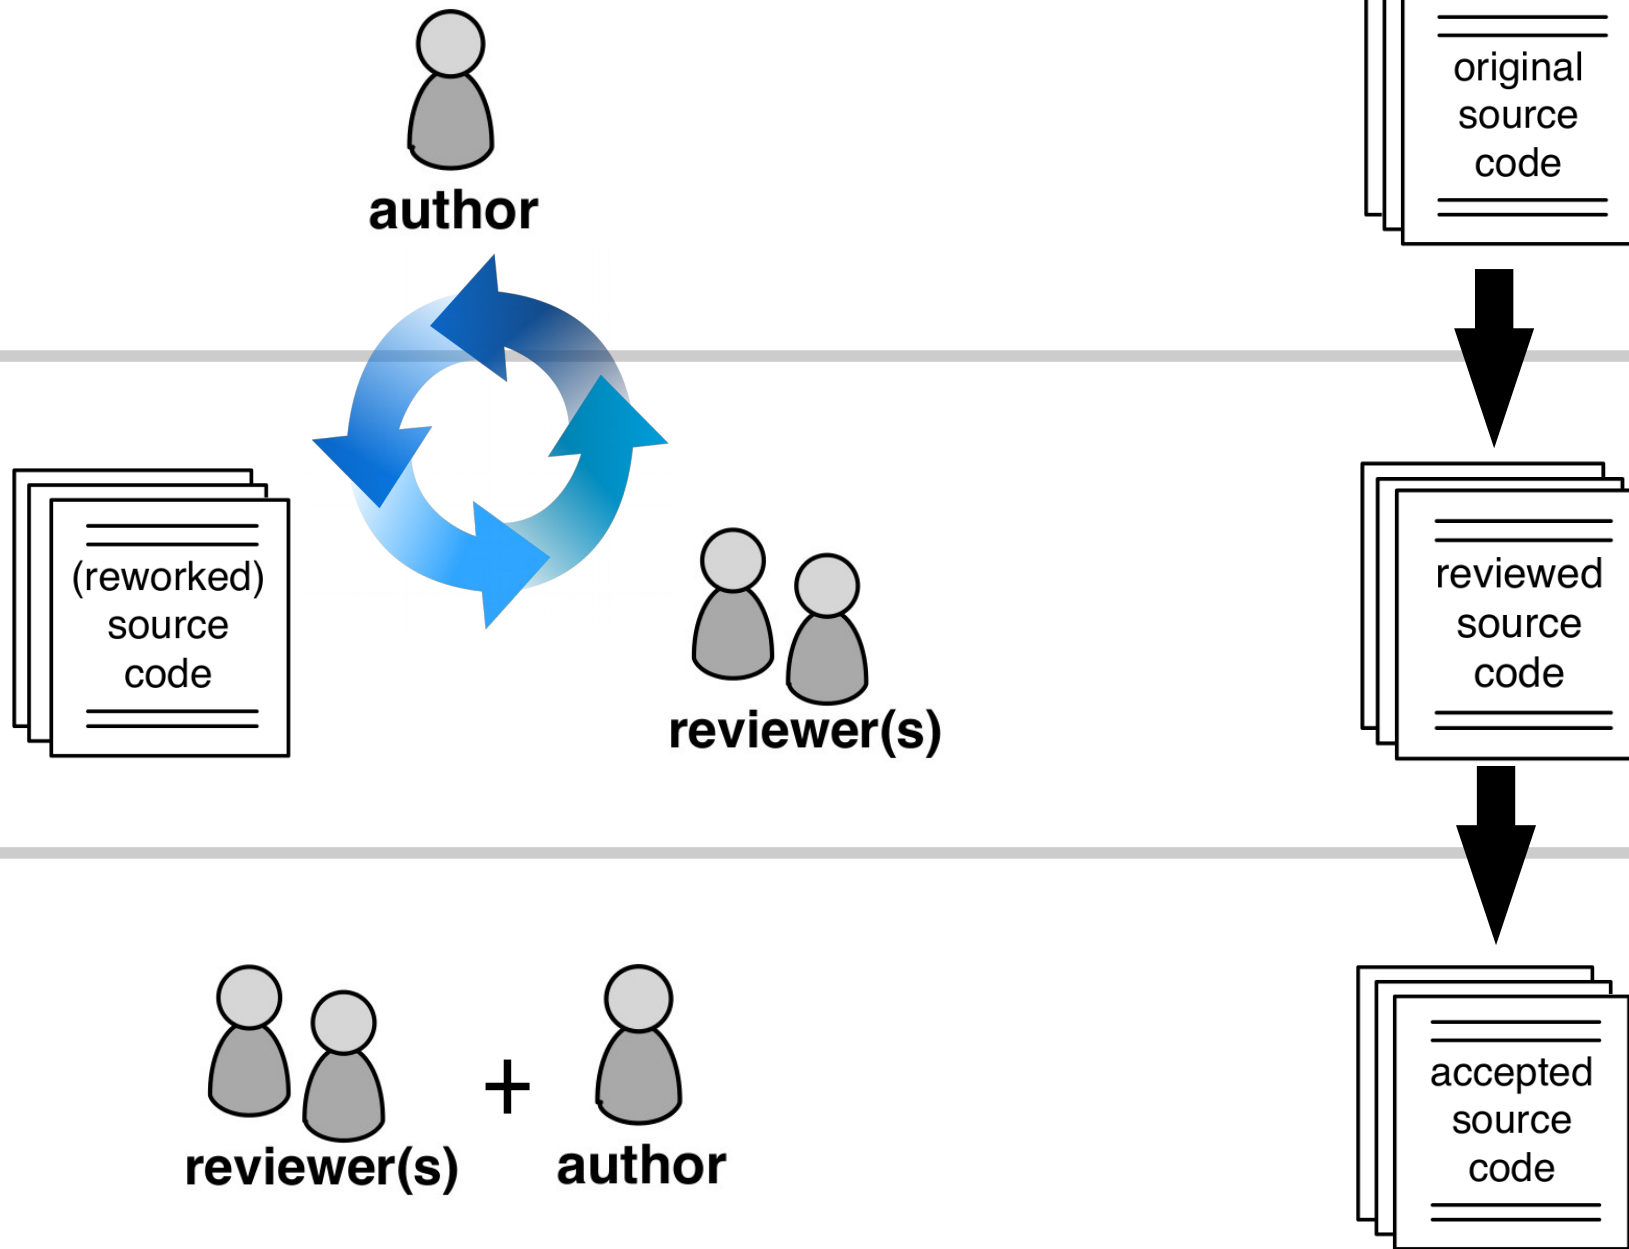 original
source
code
author
(reworked)
source
code
reviewer(s)
reviewed
source
code
reviewer(s)
+
author
accepted
source
code